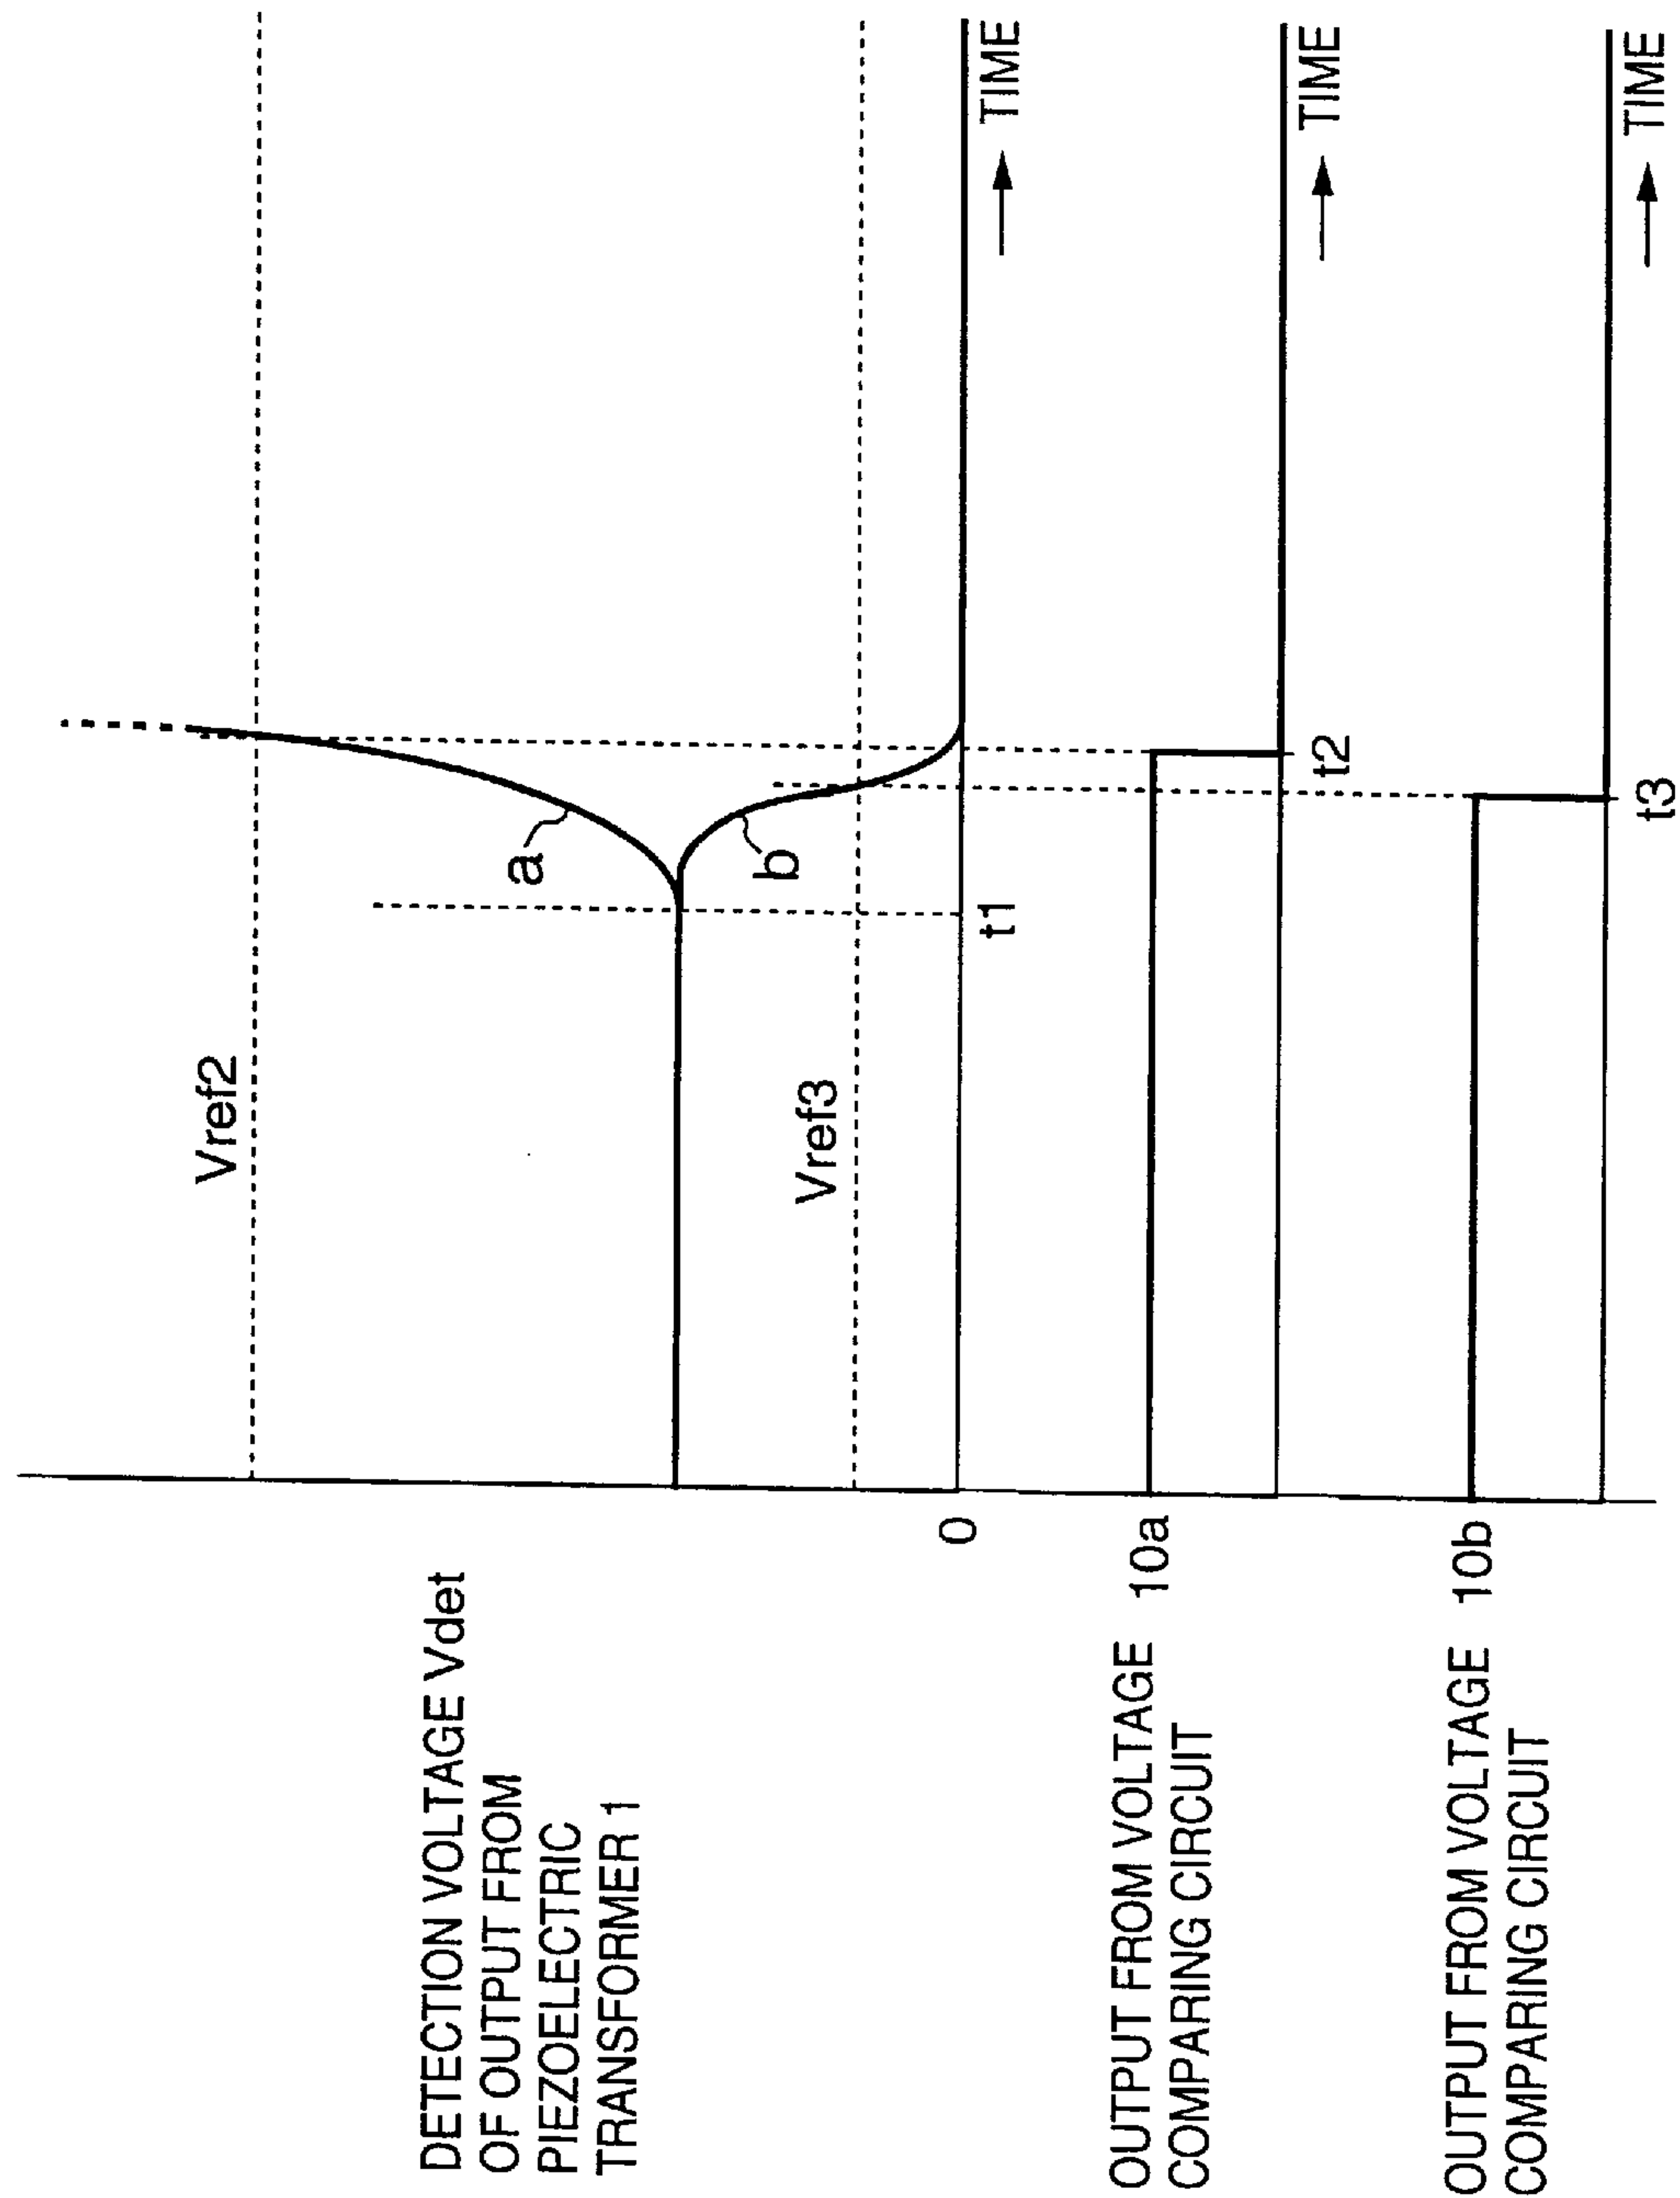 DETECTION VOLTAGE Vdet
OF OUTPUT FROM
PIEZOELECTRIC
TRANSFORMER 1
Vref2
a
b
Vref3
0
t1
TIME
OUTPUT FROM VOLTAGE 10a
COMPARING CIRCUIT
t2
TIME
OUTPUT FROM VOLTAGE 10b
COMPARING CIRCUIT
t3
TIME